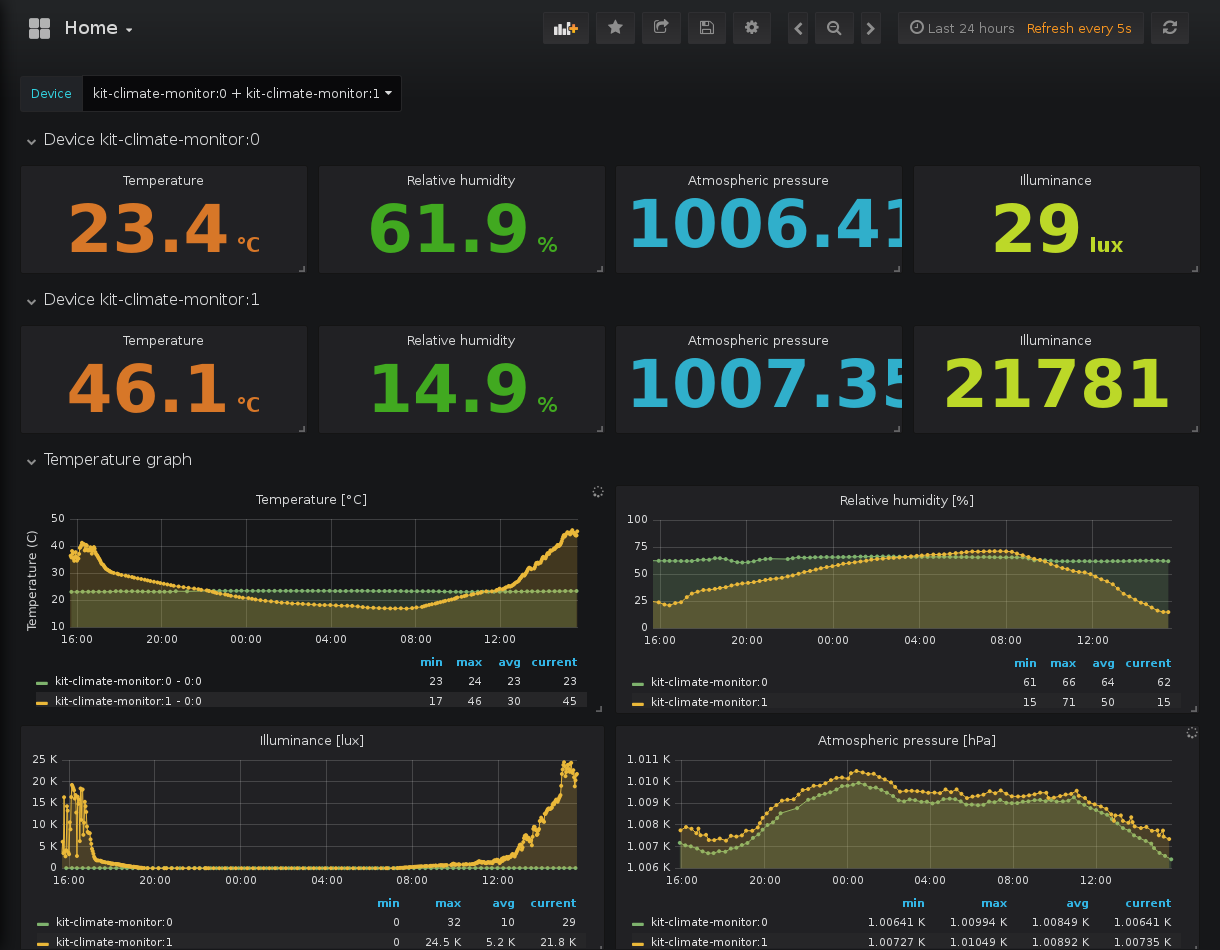 Home
Last 24 hours Refresh every 5s
Device kit-climate-monitor:0 + kit-climate-monitor:1
Device kit-climate-monitor:0
Temperature Relative humidity Atmospheric pressure Illuminance
23.4 °C 61.9 % 1006.41 29 lux
Device kit-climate-monitor:1
Temperature Relative humidity Atmospheric pressure Illuminance
46.1 °C 14.9 % 1007.35 21781
Temperature graph
Temperature [°C]
Temperature (C)
50
40
30
20
10
16:00 20:00 00:00 04:00 08:00 12:00
min max avg current
kit-climate-monitor:0 - 0:0 23 24 23 23
kit-climate-monitor:1 - 0:0 17 46 30 45
Relative humidity [%]
100
75
50
25
0
16:00 20:00 00:00 04:00 08:00 12:00
min max avg current
kit-climate-monitor:0 61 66 64 62
kit-climate-monitor:1 15 71 50 15
Illuminance [lux]
25 K
20 K
15 K
10 K
5 K
0
16:00 20:00 00:00 04:00 08:00 12:00
min max avg current
kit-climate-monitor:0 0 32 10 29
kit-climate-monitor:1 0 24.5 K 5.2 K 21.8 K
Atmospheric pressure [hPa]
1.011 K
1.010 K
1.009 K
1.008 K
1.007 K
1.006 K
16:00 20:00 00:00 04:00 08:00 12:00
min max avg current
kit-climate-monitor:0 1.00641 K 1.00994 K 1.00849 K 1.00641 K
kit-climate-monitor:1 1.00727 K 1.01049 K 1.00892 K 1.00735 K